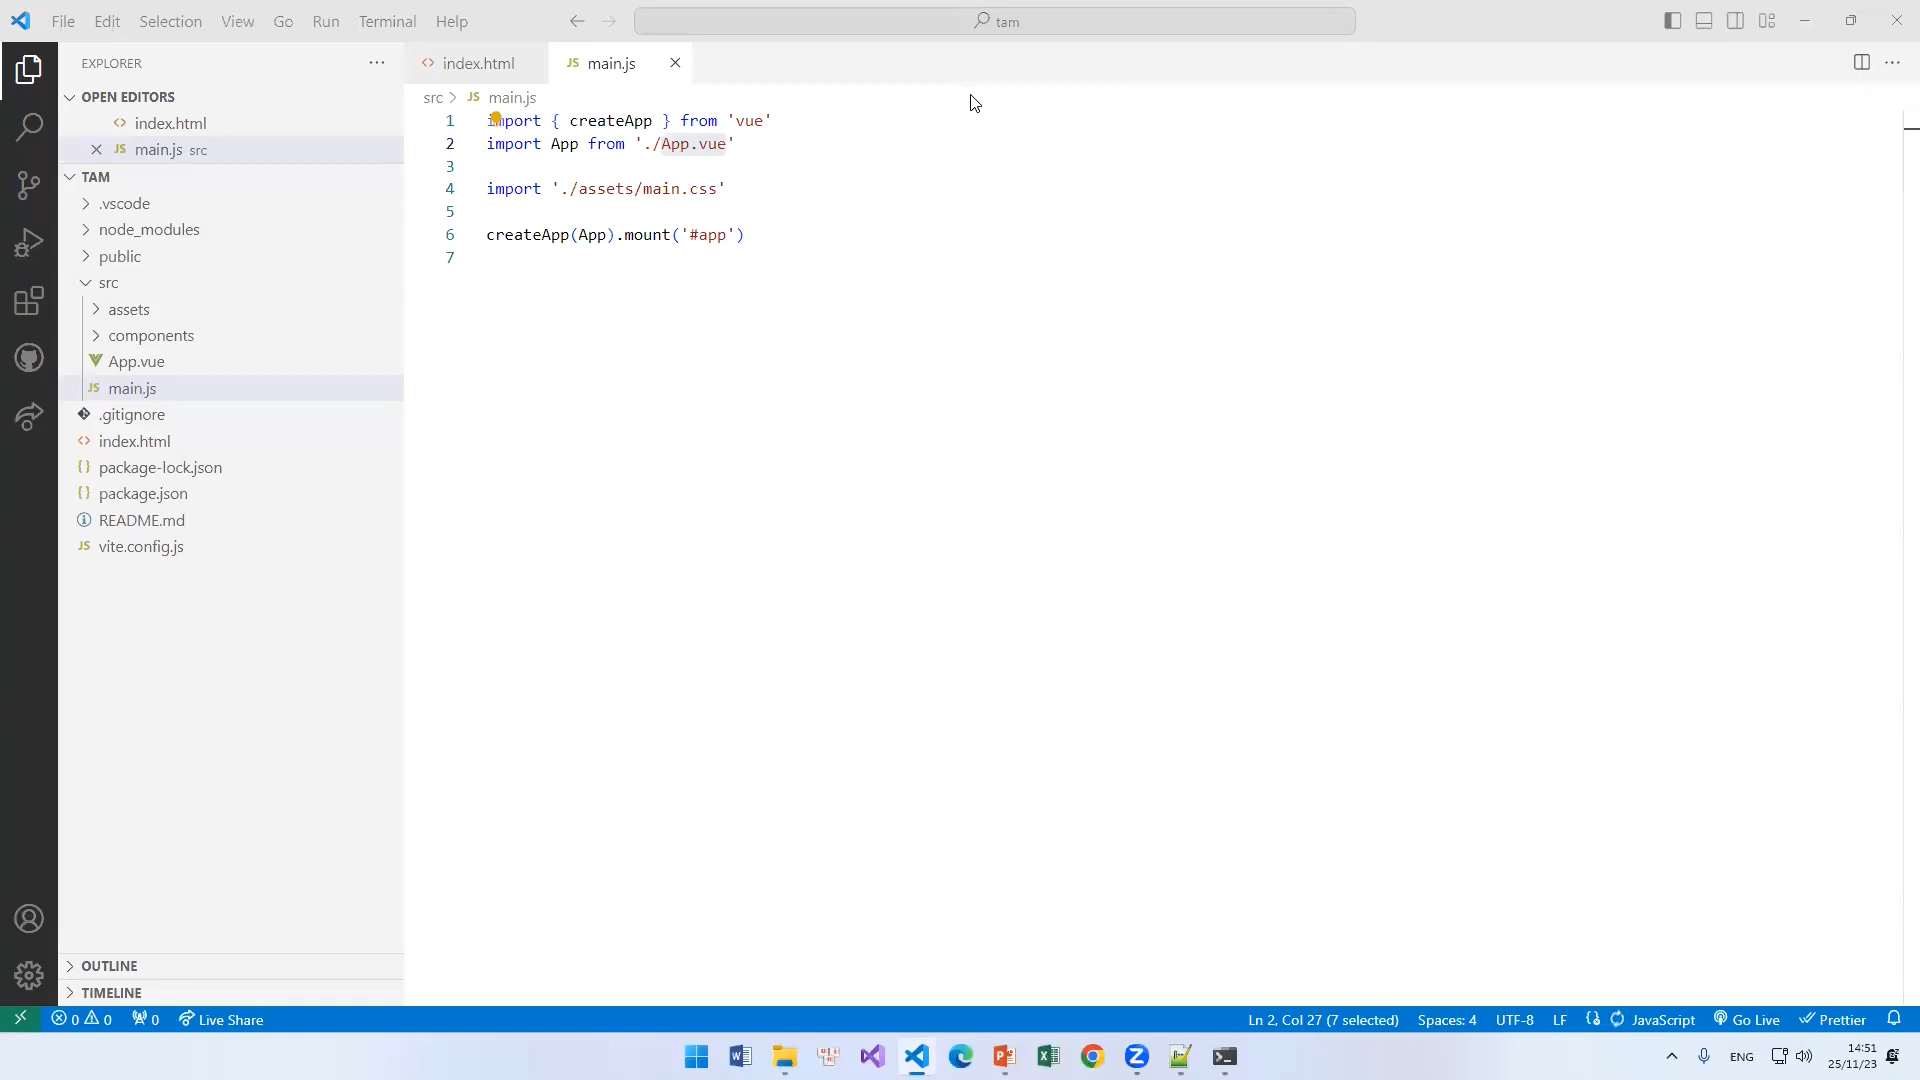 File Edit Selection View Go Run Terminal Help
tam
EXPLORER
OPEN EDITORS
index.html
JS main.js src
TAM
.vscode
node_modules
public
src
assets
components
App.vue
JS main.js
.gitignore
index.html
{} package-lock.json
{} package.json
README.md
JS vite.config.js
OUTLINE
TIMELINE
index.html
JS main.js
src > JS main.js
1 import { createApp } from 'vue'
2 import App from './App.vue'
3
4 import './assets/main.css'
5
6 createApp(App).mount('#app')
7
0 0 0 Live Share
Ln 2, Col 27 (7 selected) Spaces: 4 UTF-8 LF JavaScript Go Live Prettier
ENG
14:51
25/11/23